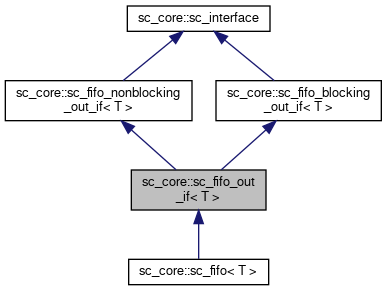 sc_core::sc_interface
sc_core::sc_fifo_nonblocking
_out_if< T >
sc_core::sc_fifo_blocking
_out_if< T >
sc_core::sc_fifo_out
_if< T >
sc_core::sc_fifo< T >